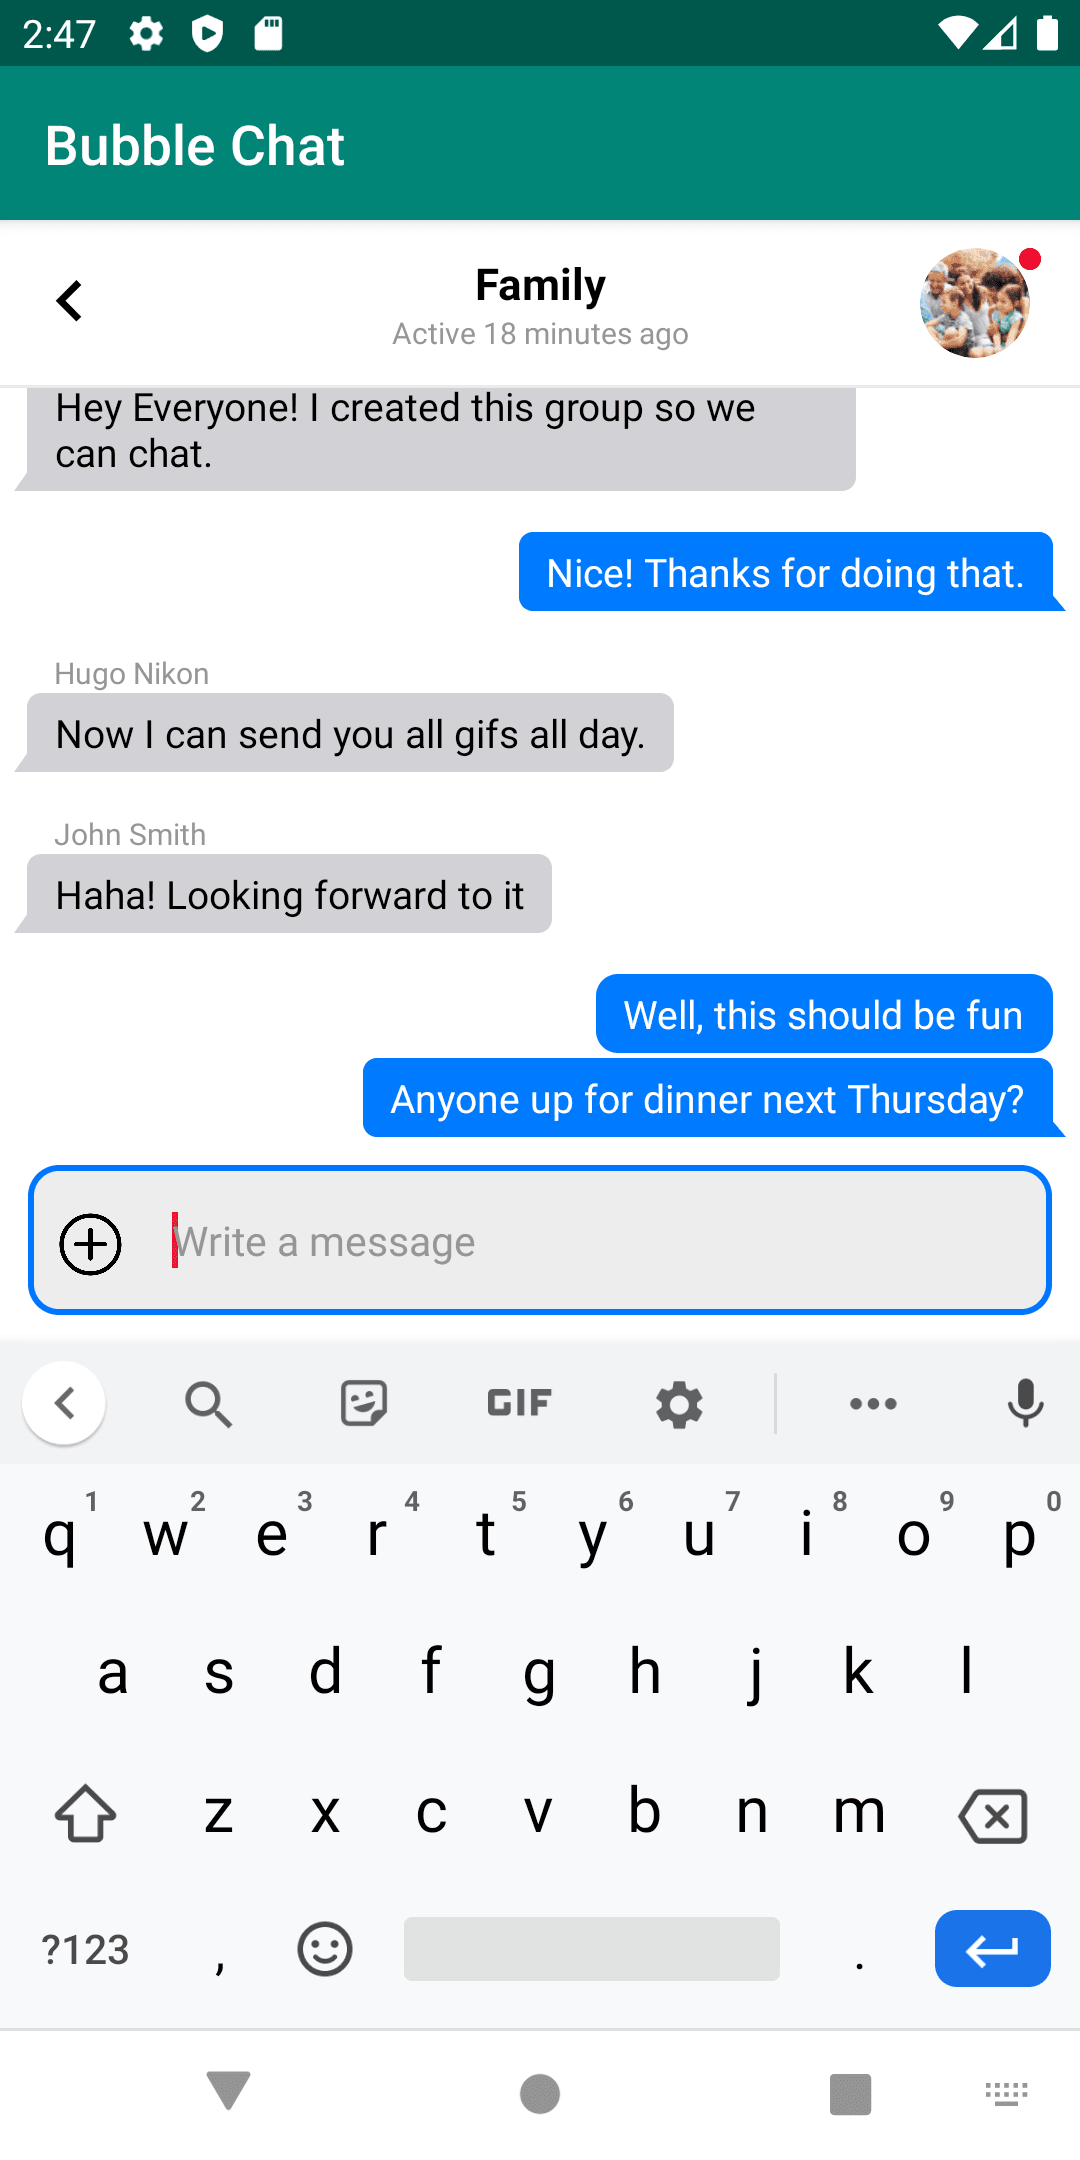 2:47
Bubble Chat
Family
Active 18 minutes ago
Hey Everyone! I created this group so we
can chat.
Nice! Thanks for doing that.
Hugo Nikon
Now I can send you all gifs all day.
John Smith
Haha! Looking forward to it
Well, this should be fun
Anyone up for dinner next Thursday?
Write a message
GIF
q 1 w 2 e 3 r 4 t 5 y 6 u 7 i 8 o 9 p 0
a s d f g h j k l
z x c v b n m
?123 , .